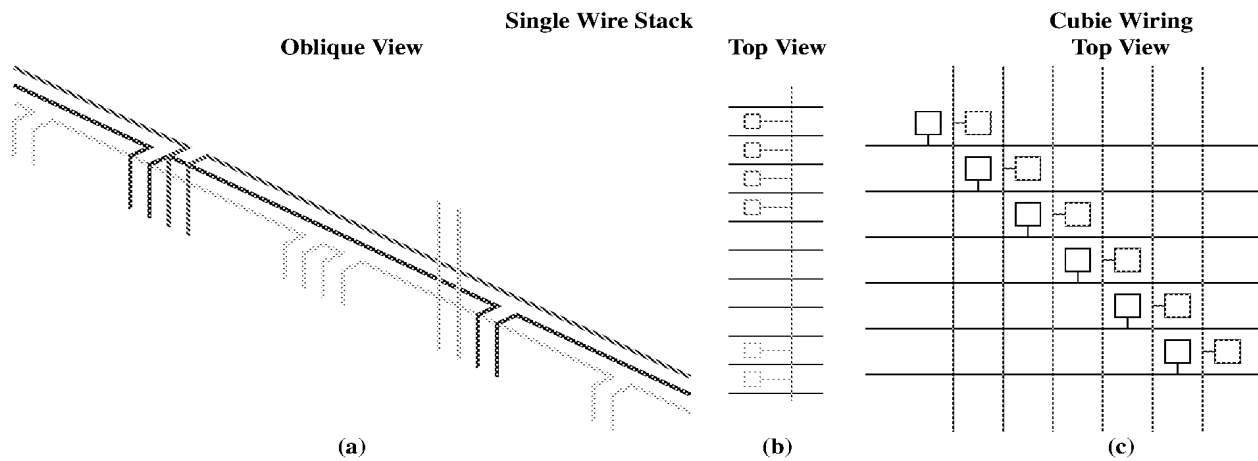 Single Wire Stack
Cubie Wiring
Oblique View
Top View
Top View
(a)
(b)
(c)